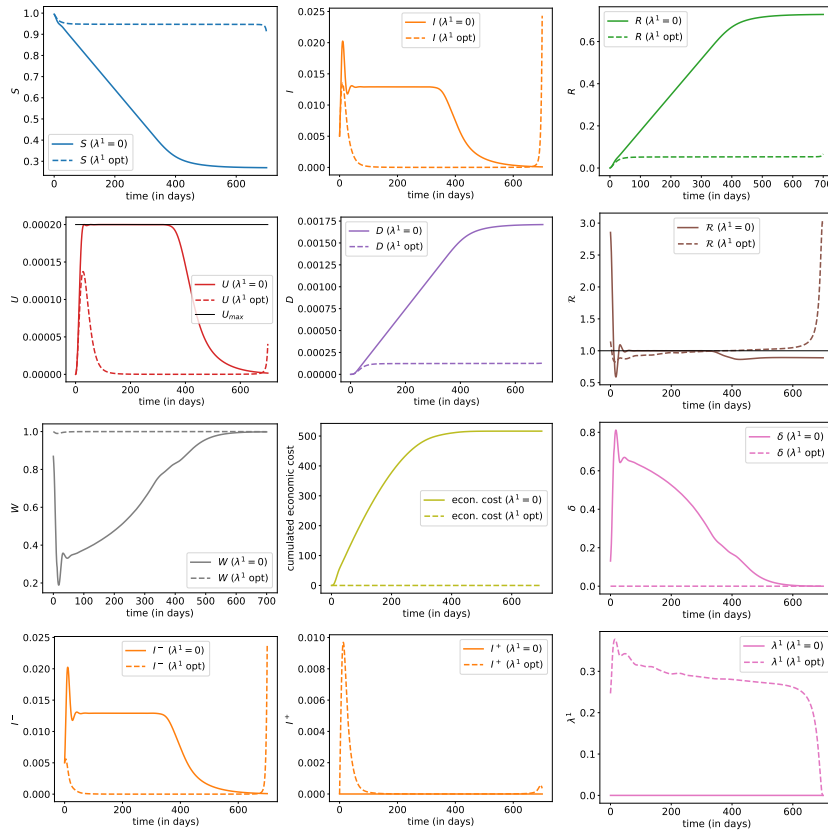 1.0
0.9
0.8
0.7
0.6
0.5
0.4
0.3
S
S (λ¹ = 0)
S (λ¹ opt)
0
200
400
600
time (in days)
0.020
0.015
0.010
0.005
0.000
I
I (λ¹ = 0)
I (λ¹ opt)
0
200
400
600
time (in days)
0.6
0.4
0.2
0.0
R
R (λ¹ = 0)
R (λ¹ opt)
0
100
200
300
400
500
600
700
time (in days)
0.00020
0.00015
0.00010
0.00005
0.00000
U
U (λ¹ = 0)
U (λ¹ opt)
Umax
0
200
400
600
time (in days)
0.00175
0.00150
0.00125
0.00100
0.00075
0.00050
0.00025
0.00000
D
D (λ¹ = 0)
D (λ¹ opt)
0
200
400
600
time (in days)
3.0
2.5
2.0
1.5
1.0
0.5
ℛ
ℛ (λ¹ = 0)
ℛ (λ¹ opt)
0
200
400
600
time (in days)
1.0
0.8
0.6
0.4
0.2
W
W (λ¹ = 0)
W (λ¹ opt)
0
100
200
300
400
500
600
700
time (in days)
500
400
300
200
100
0
cumulated economic cost
econ. cost (λ¹ = 0)
econ. cost (λ¹ opt)
0
200
400
600
time (in days)
0.8
0.6
0.4
0.2
0.0
δ
δ (λ¹ = 0)
δ (λ¹ opt)
0
200
400
600
time (in days)
0.025
0.020
0.015
0.010
0.005
0.000
I⁻
I⁻ (λ¹ = 0)
I⁻ (λ¹ opt)
0
200
400
600
time (in days)
0.010
0.008
0.006
0.004
0.002
0.000
I⁺
I⁺ (λ¹ = 0)
I⁺ (λ¹ opt)
0
200
400
600
time (in days)
0.3
0.2
0.1
0.0
λ¹
λ¹ (λ¹ = 0)
λ¹ (λ¹ opt)
0
200
400
600
time (in days)